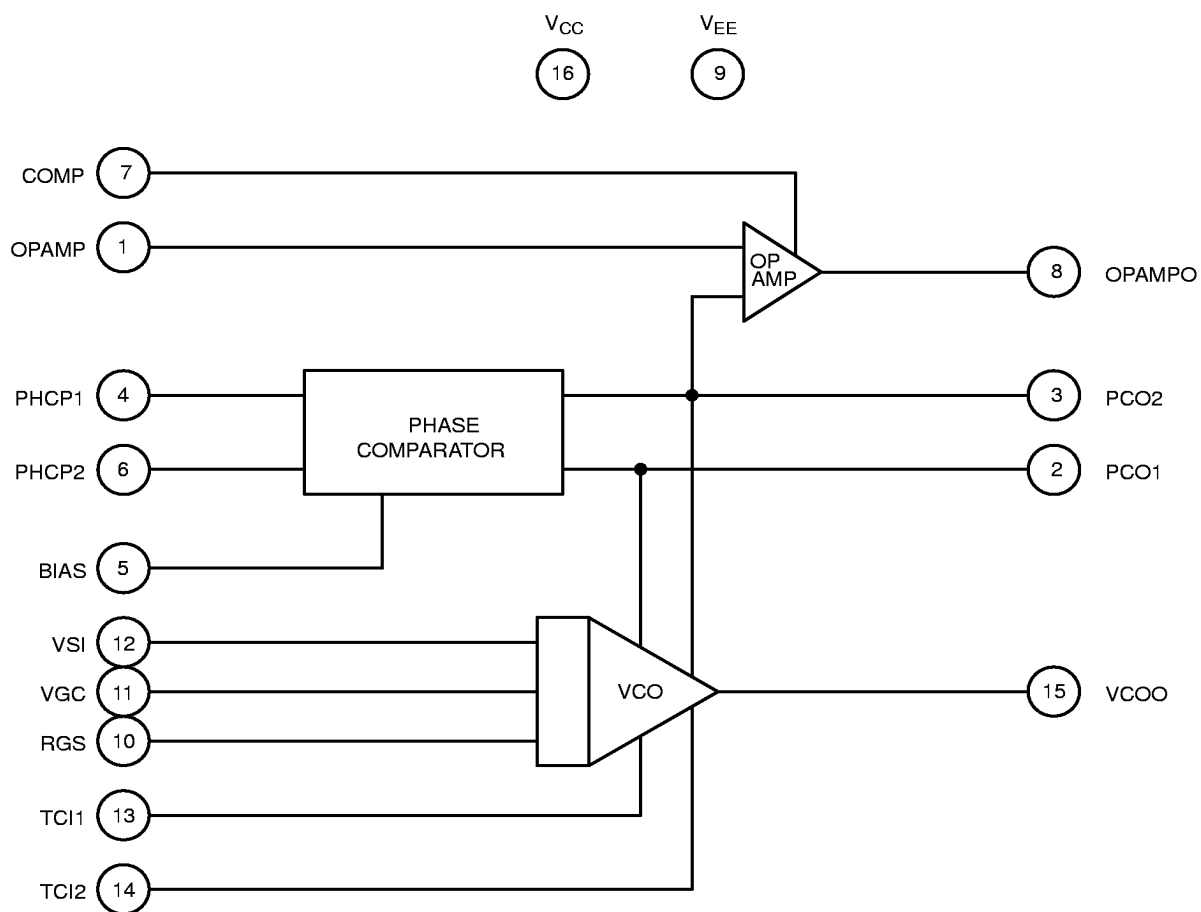 VCC VEE
16 9
COMP 7
OPAMP 1
OP
AMP
8 OPAMPO
PHCP1 4
PHASE
COMPARATOR
3 PCO2
PHCP2 6
2 PCO1
BIAS 5
VSI 12
VGC 11
VCO
15 VCOO
RGS 10
TCI1 13
TCI2 14